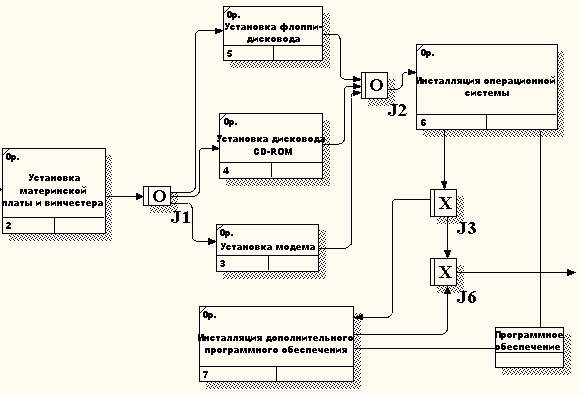 0р.
Установка флоппи-
дисковода
5
0р.
Установка дисковода
CD-ROM
4
0р.
Установка модема
3
0р.
Установка
материнской
платы и винчестера
2
O
J1
O
J2
0р.
Инсталляция операционной
системы
6
X
J3
X
J6
0р.
Инсталляция дополнительного
программного обеспечения
7
Программное
обеспечение